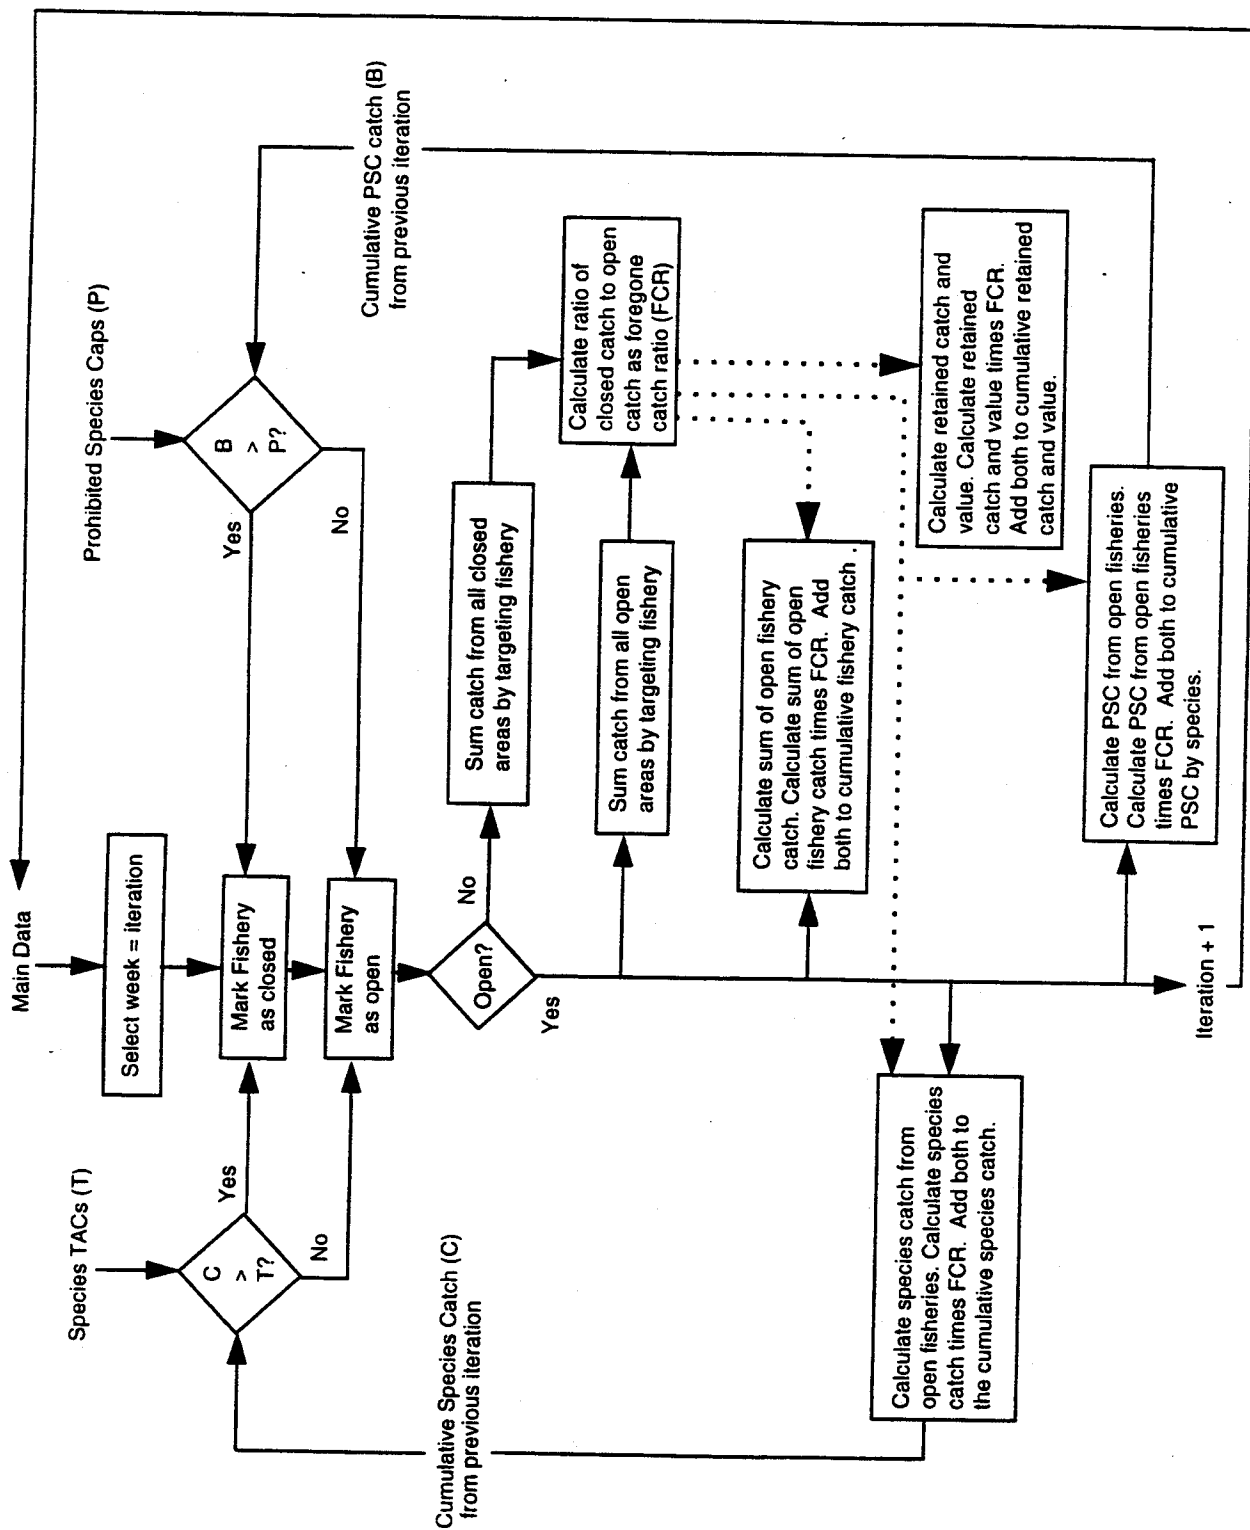 Main Data
Species TACs (T)
Prohibited Species Caps (P)
Select week = iteration
C
>
T?
Yes
No
Mark Fishery
as closed
Mark Fishery
as open
B
>
P?
Yes
No
Cumulative Species Catch (C)
from previous iteration
Cumulative PSC catch (B)
from previous iteration
Open?
No
Yes
Sum catch from all closed
areas by targeting fishery
Sum catch from all open
areas by targeting fishery
Calculate ratio of
closed catch to open
catch as foregone
catch ratio (FCR)
Calculate sum of open fishery
catch. Calculate sum of open
fishery catch times FCR. Add
both to cumulative fishery catch.
Calculate retained catch and
value. Calculate retained
catch and value times FCR.
Add both to cumulative retained
catch and value.
Calculate species catch from
open fisheries. Calculate species
catch times FCR. Add both to
the cumulative species catch.
Calculate PSC from open fisheries.
Calculate PSC from open fisheries
times FCR. Add both to cumulative
PSC by species.
Iteration + 1